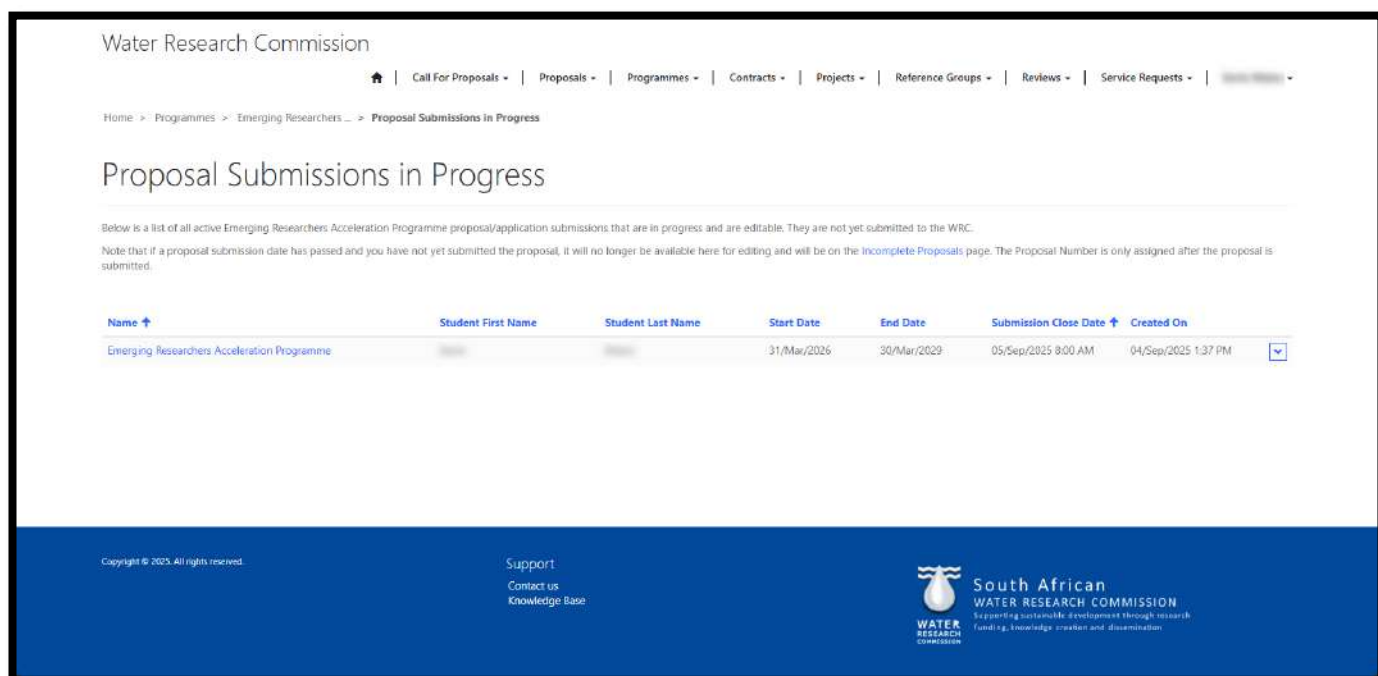 Water Research Commission
Call For Proposals | Proposals | Programmes | Contracts | Projects | Reference Groups | Reviews | Service Requests |
Home > Programmes > Emerging Researchers ... > Proposal Submissions in Progress
Proposal Submissions in Progress
Below is a list of all active Emerging Researchers Acceleration Programme proposal/application submissions that are in progress and are editable. They are not yet submitted to the WRC.
Note that if a proposal submission date has passed and you have not yet submitted the proposal, it will no longer be available here for editing and will be on the Incomplete Proposals page. The Proposal Number is only assigned after the proposal is
submitted.
Name Student First Name Student Last Name Start Date End Date Submission Close Date Created On
Emerging Researchers Acceleration Programme 31/Mar/2026 30/Mar/2029 05/Sep/2025 8:00 AM 04/Sep/2025 1:37 PM
Copyright © 2025. All rights reserved.
Support
Contact us
Knowledge Base
WATER
RESEARCH
COMMISSION
South African
WATER RESEARCH COMMISSION
Supporting sustainable development through research
funding, knowledge creation and dissemination